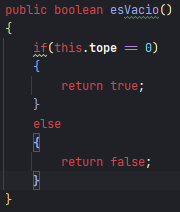 public boolean esVacio()
{
    if(this.tope == 0)
    {
        return true;
    }
    else
    {
        return false;
    }
}